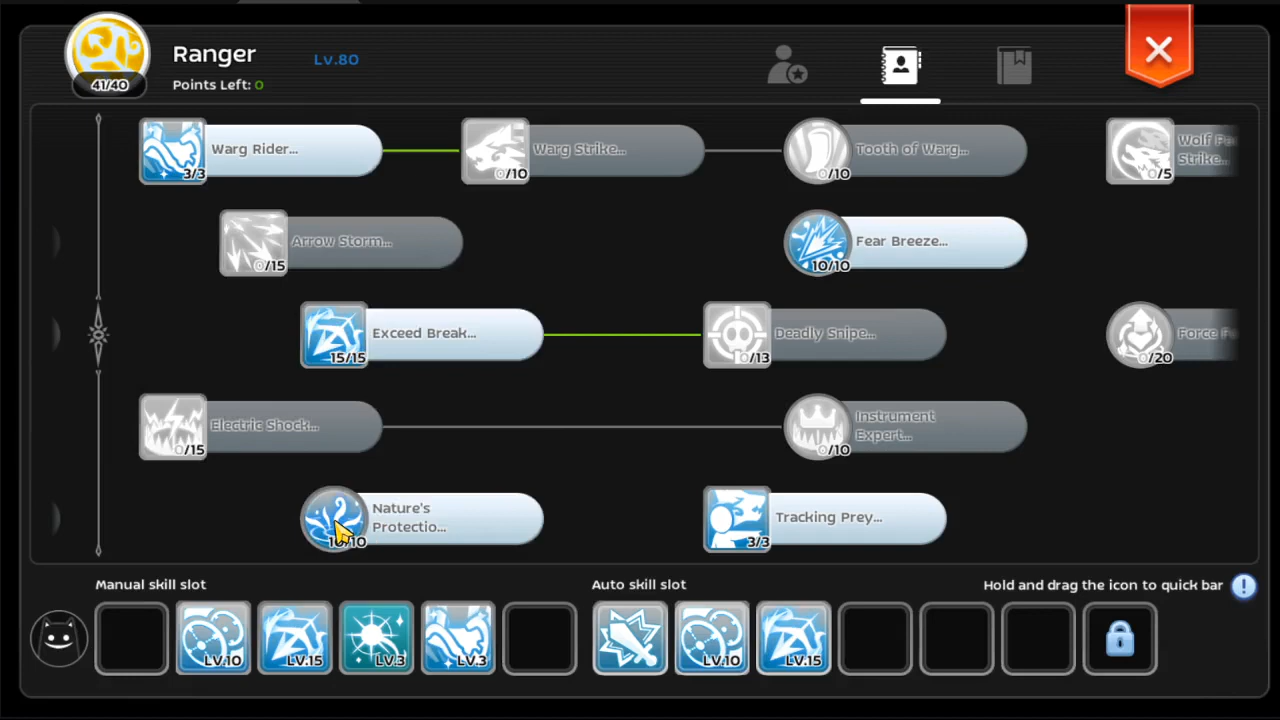 Ranger
Lv.80
41/40
Points Left: 0
Warg Rider...
3/3
Warg Strike...
0/10
Tooth of Warg...
0/10
Strike...
0/5
Arrow Storm...
0/15
Fear Breeze...
10/10
Exceed Break...
15/15
Deadly Snipe...
0/13
Force
0/20
Electric Shock...
0/15
Instrument
Expert...
0/10
Nature's
Protectio...
10/10
Tracking Prey...
3/3
Manual skill slot
Auto skill slot
Hold and drag the icon to quick bar
LV.10
LV.15
LV.3
LV.3
LV.10
LV.15